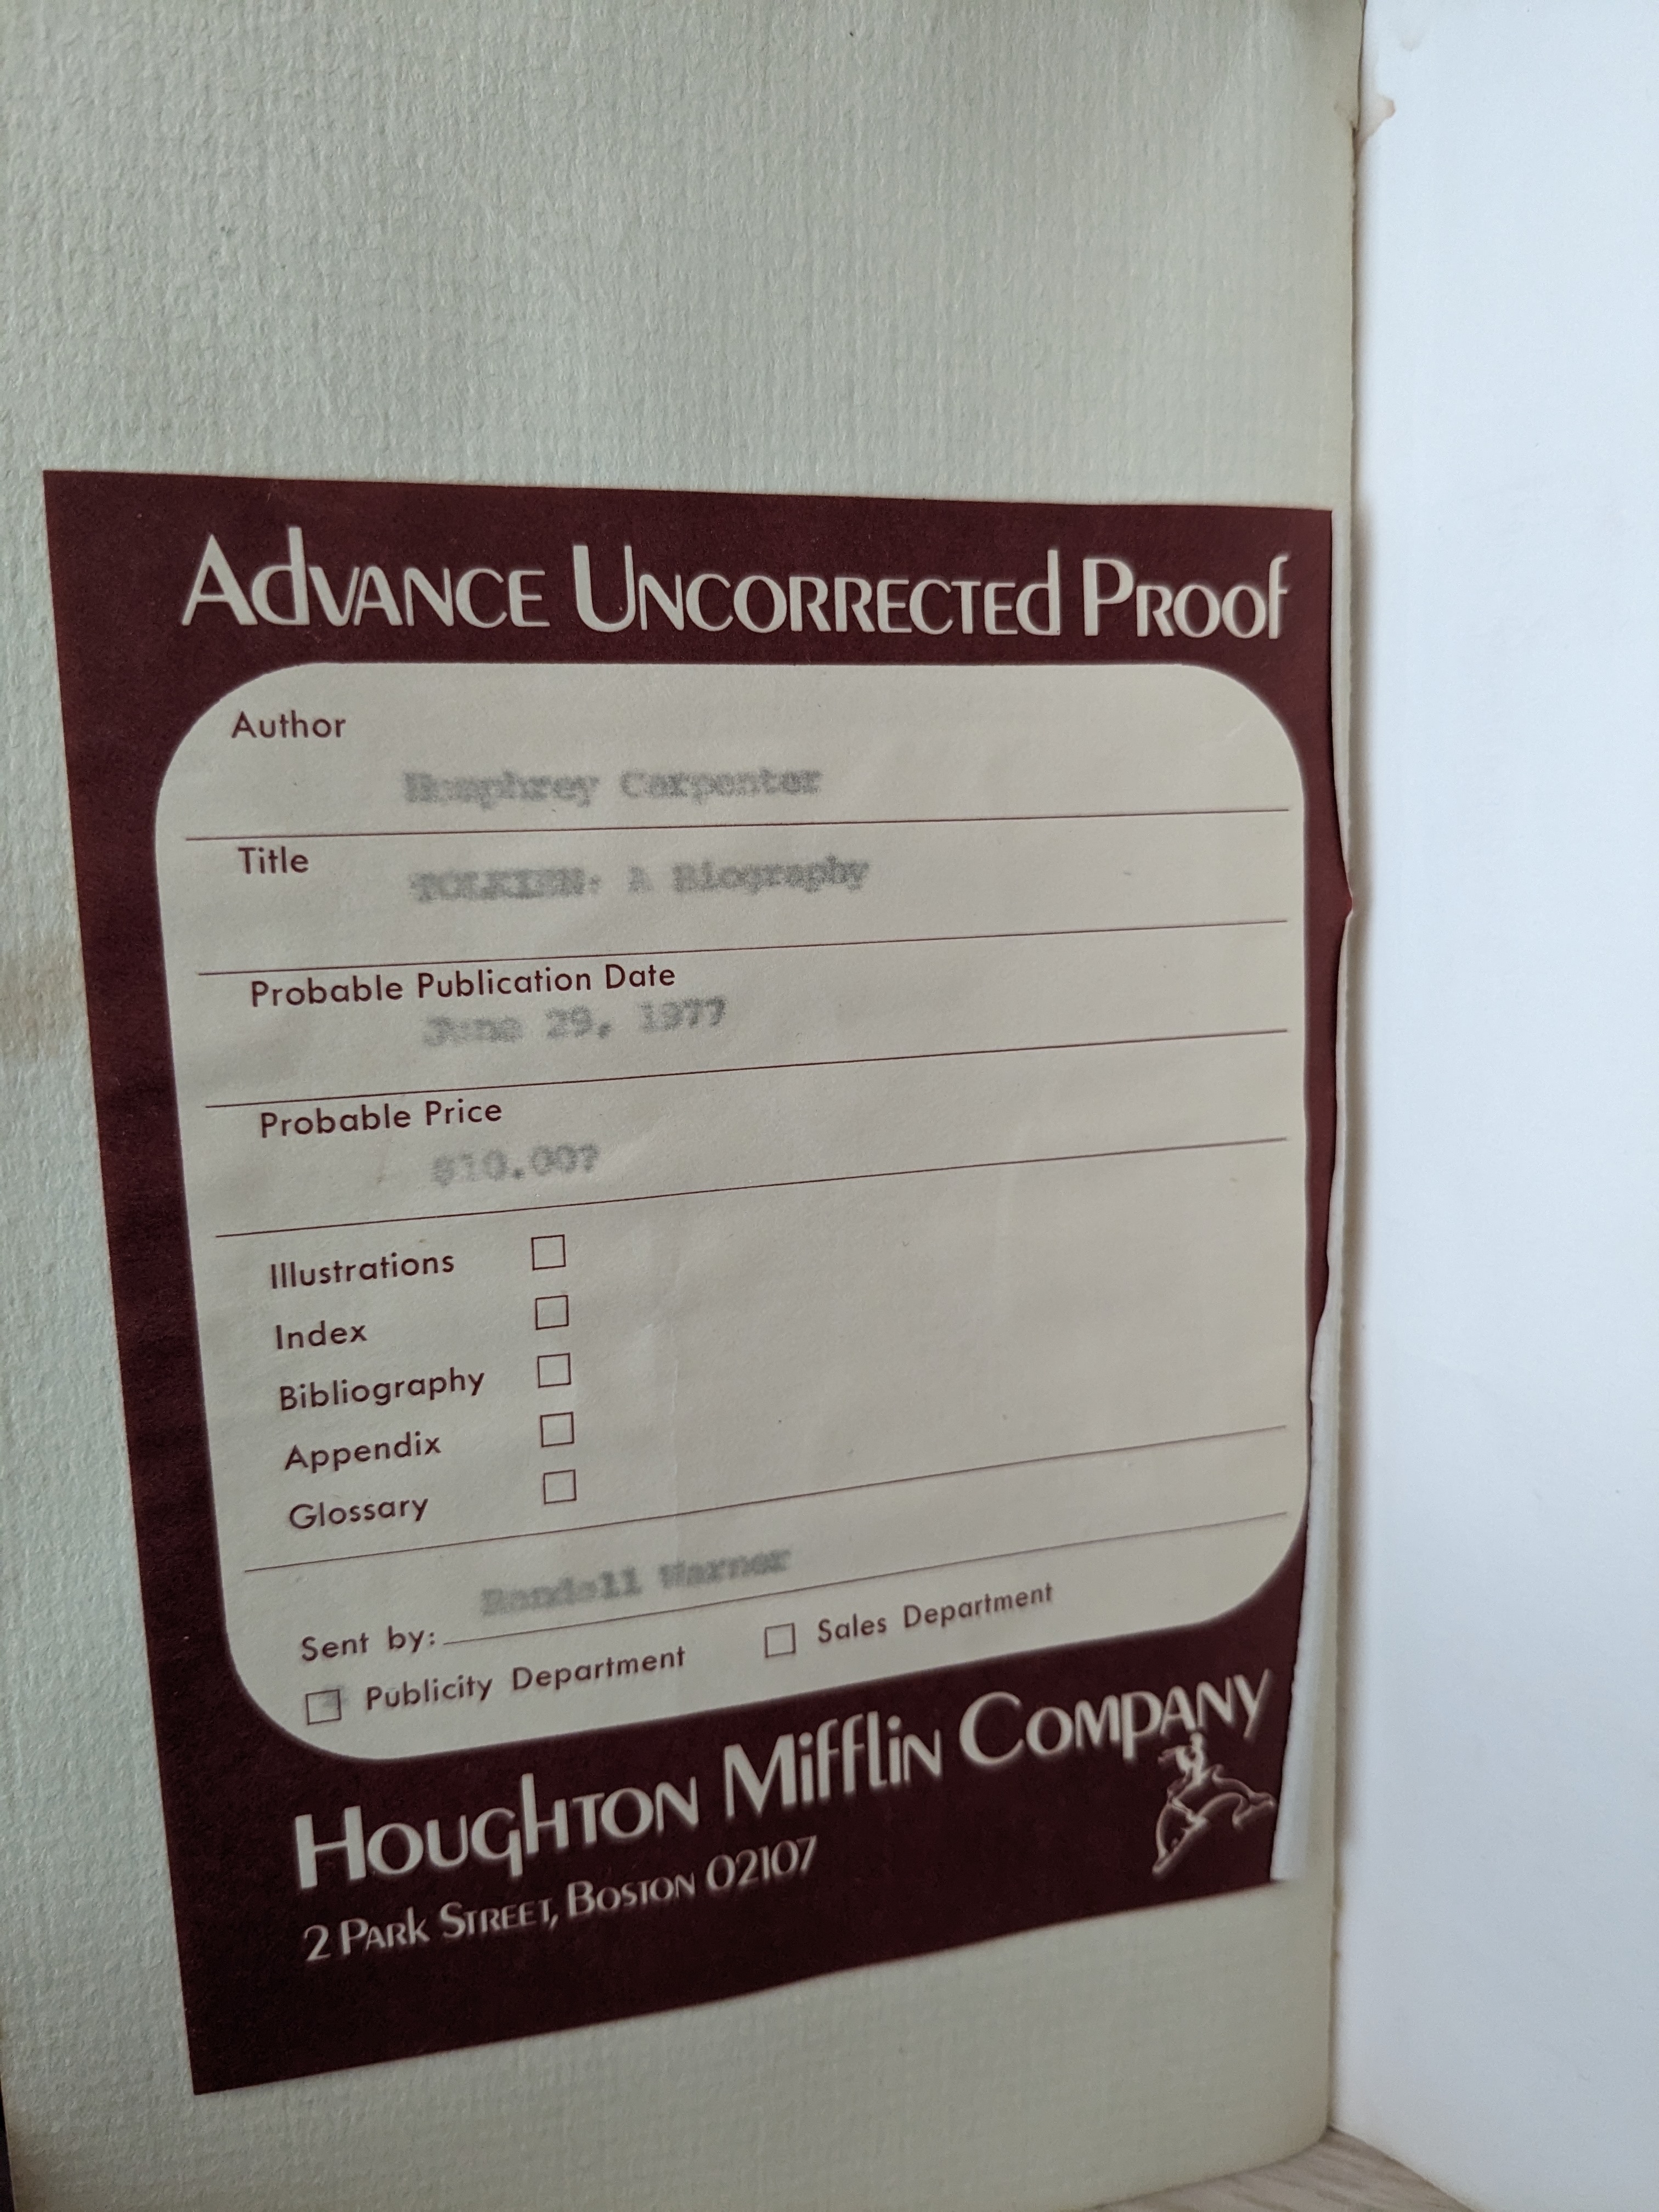 Advance Uncorrected Proof
Author
Humphrey Carpenter
Title
TOLKIEN: A Biography
Probable Publication Date
June 29, 1977
Probable Price
$10.00?
Illustrations
Index
Bibliography
Appendix
Glossary
Randall Warner
Sent by:
Publicity Department Sales Department
Houghton Mifflin Company
2 Park Street, Boston 02107